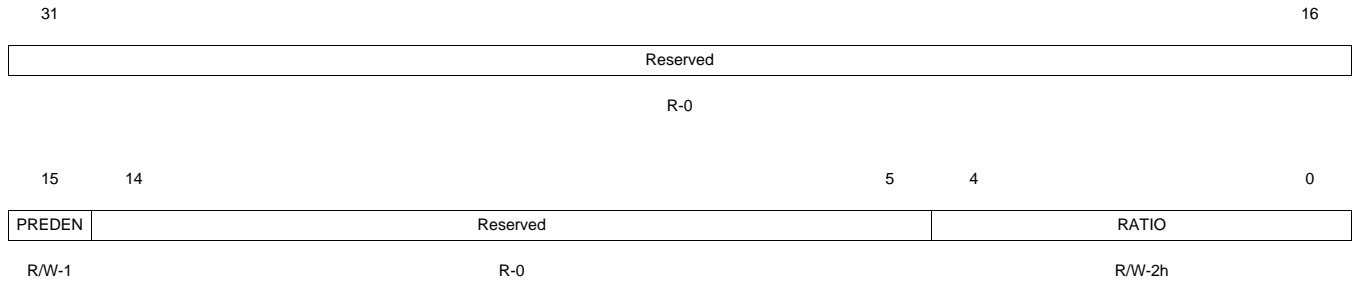 31 16
Reserved
R-0
15 14 5 4 0
PREDEN Reserved RATIO
R/W-1 R-0 R/W-2h